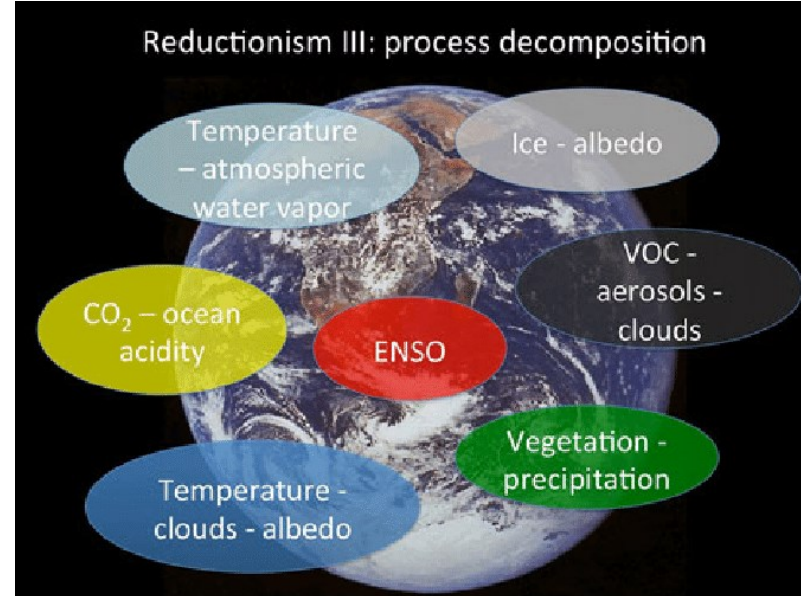 Reductionism III: process decomposition
Temperature
– atmospheric
water vapor
Ice - albedo
VOC -
aerosols -
clouds
CO₂ – ocean
acidity
ENSO
Vegetation -
precipitation
Temperature -
clouds - albedo